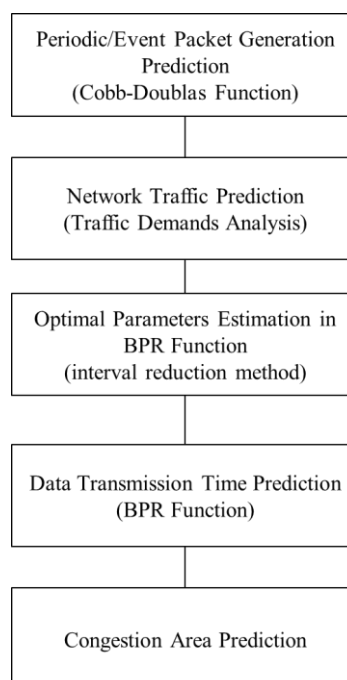 Periodic/Event Packet Generation
Prediction
(Cobb-Doublas Function)
Network Traffic Prediction
(Traffic Demands Analysis)
Optimal Parameters Estimation in
BPR Function
(interval reduction method)
Data Transmission Time Prediction
(BPR Function)
Congestion Area Prediction